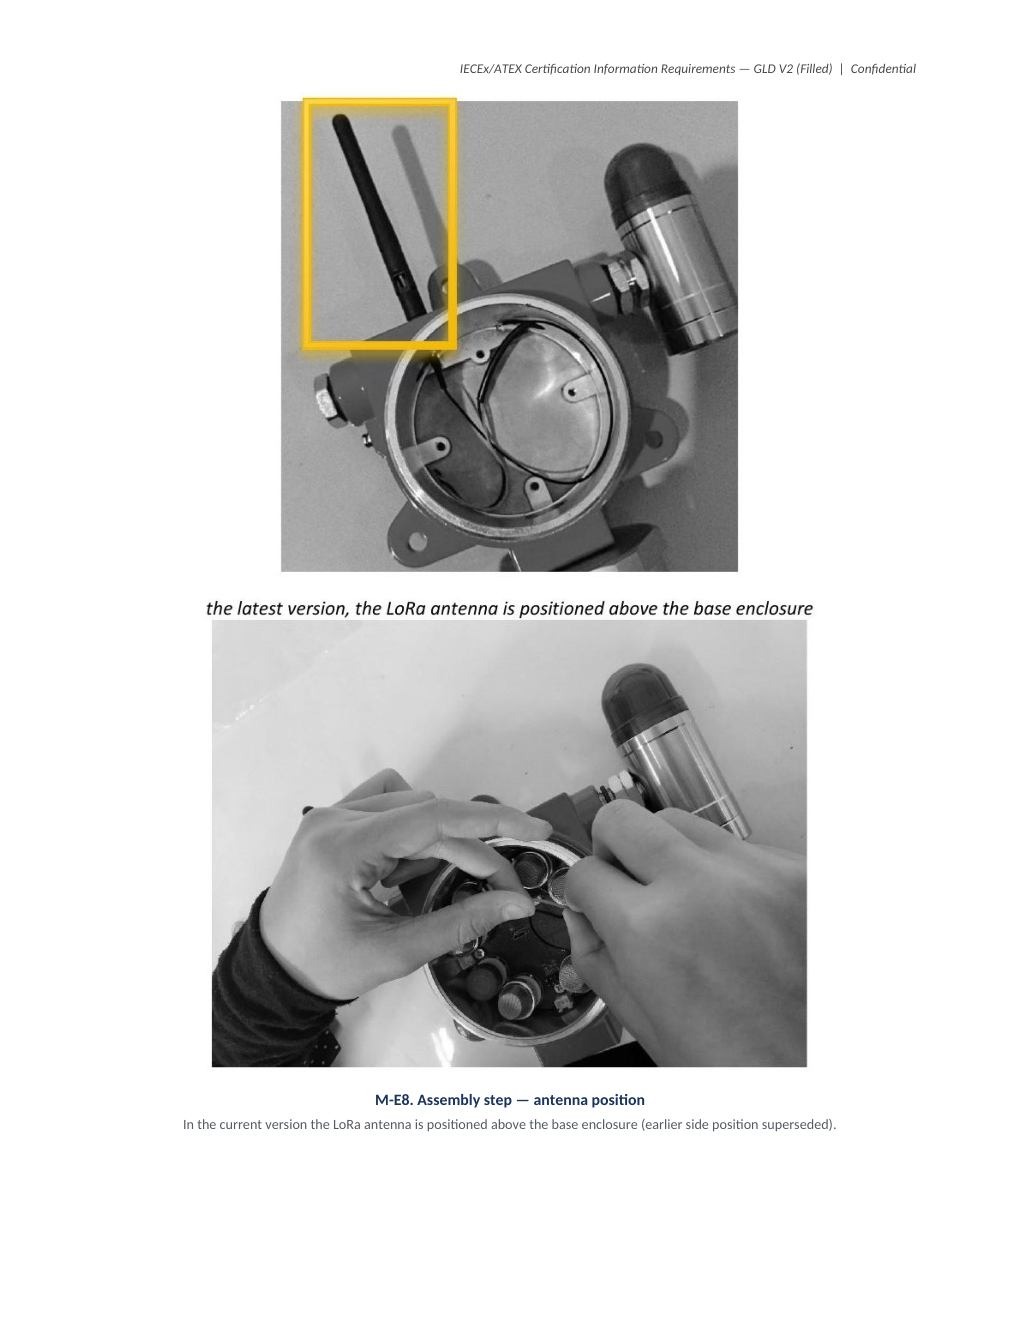 IECEx/ATEX Certification Information Requirements — GLD V2 (Filled) | Confidential
the latest version, the LoRa antenna is positioned above the base enclosure
M-E8. Assembly step — antenna position
In the current version the LoRa antenna is positioned above the base enclosure (earlier side position superseded).